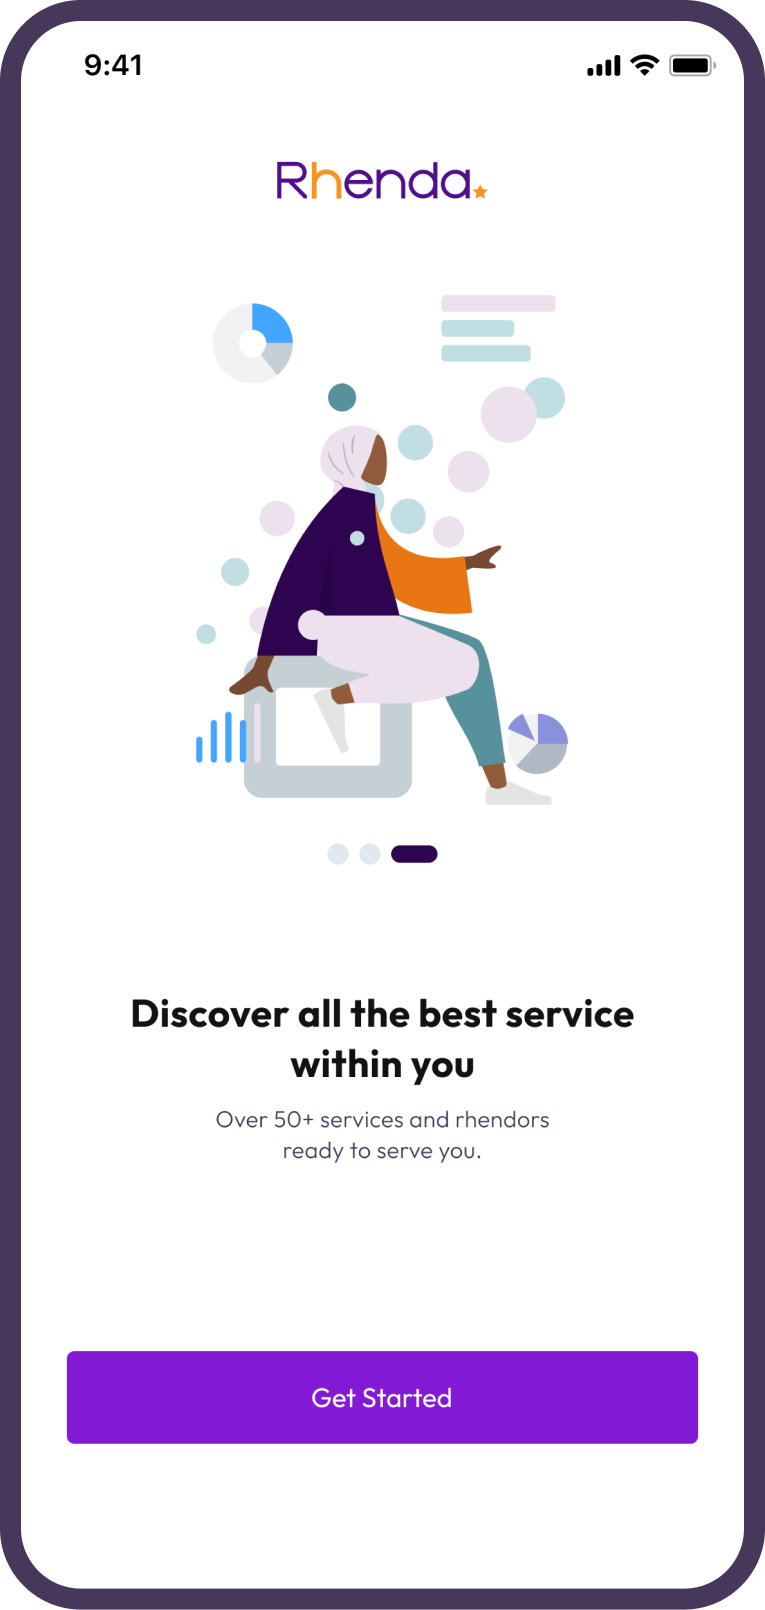 9:41
Rhenda
Discover all the best service
within you
Over 50+ services and rhendors
ready to serve you.
Get Started